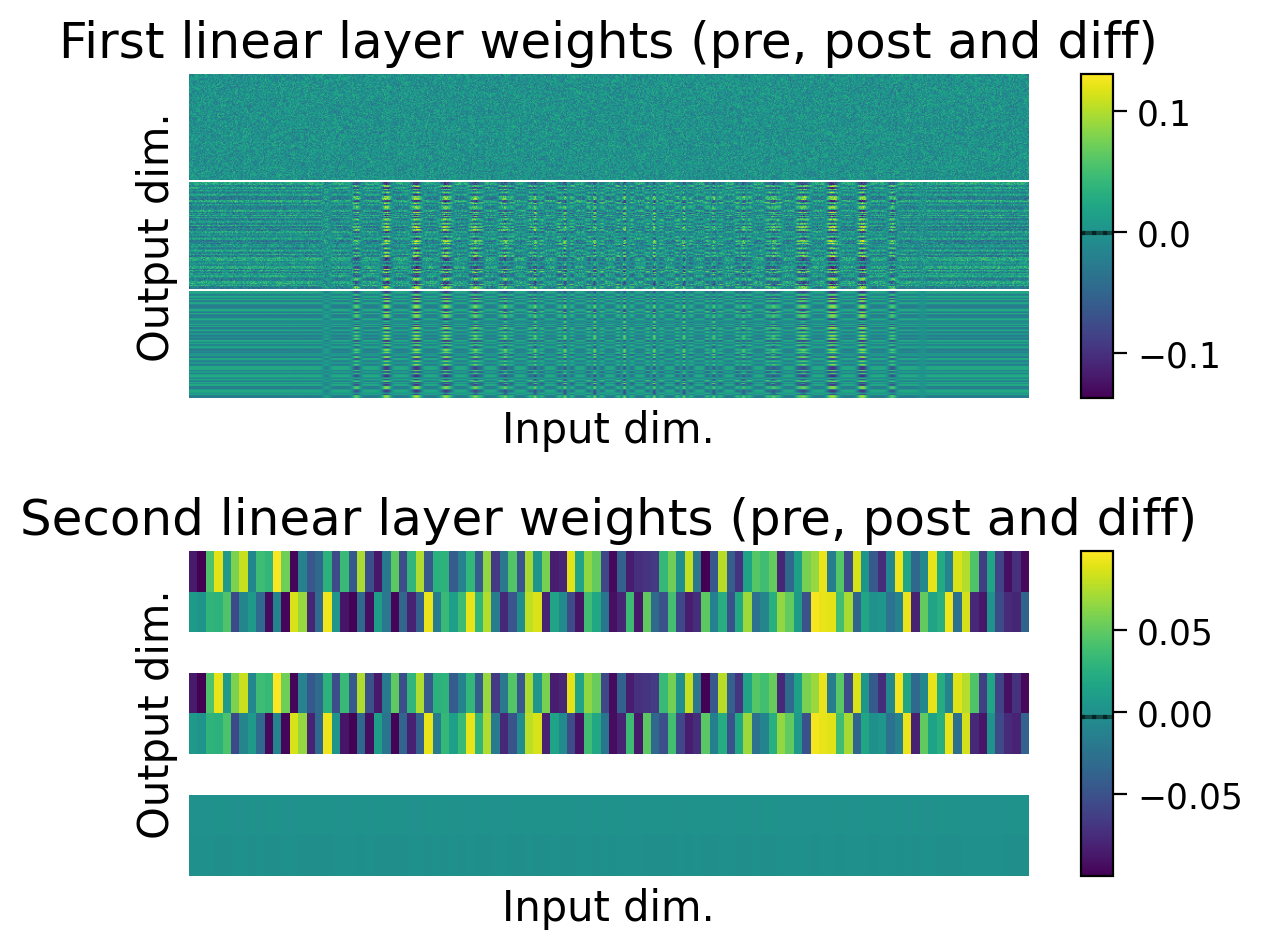 First linear layer weights (pre, post and diff)
Output dim.
0.1
0.0
−0.1
Input dim.
Second linear layer weights (pre, post and diff)
Output dim.
0.05
0.00
−0.05
Input dim.